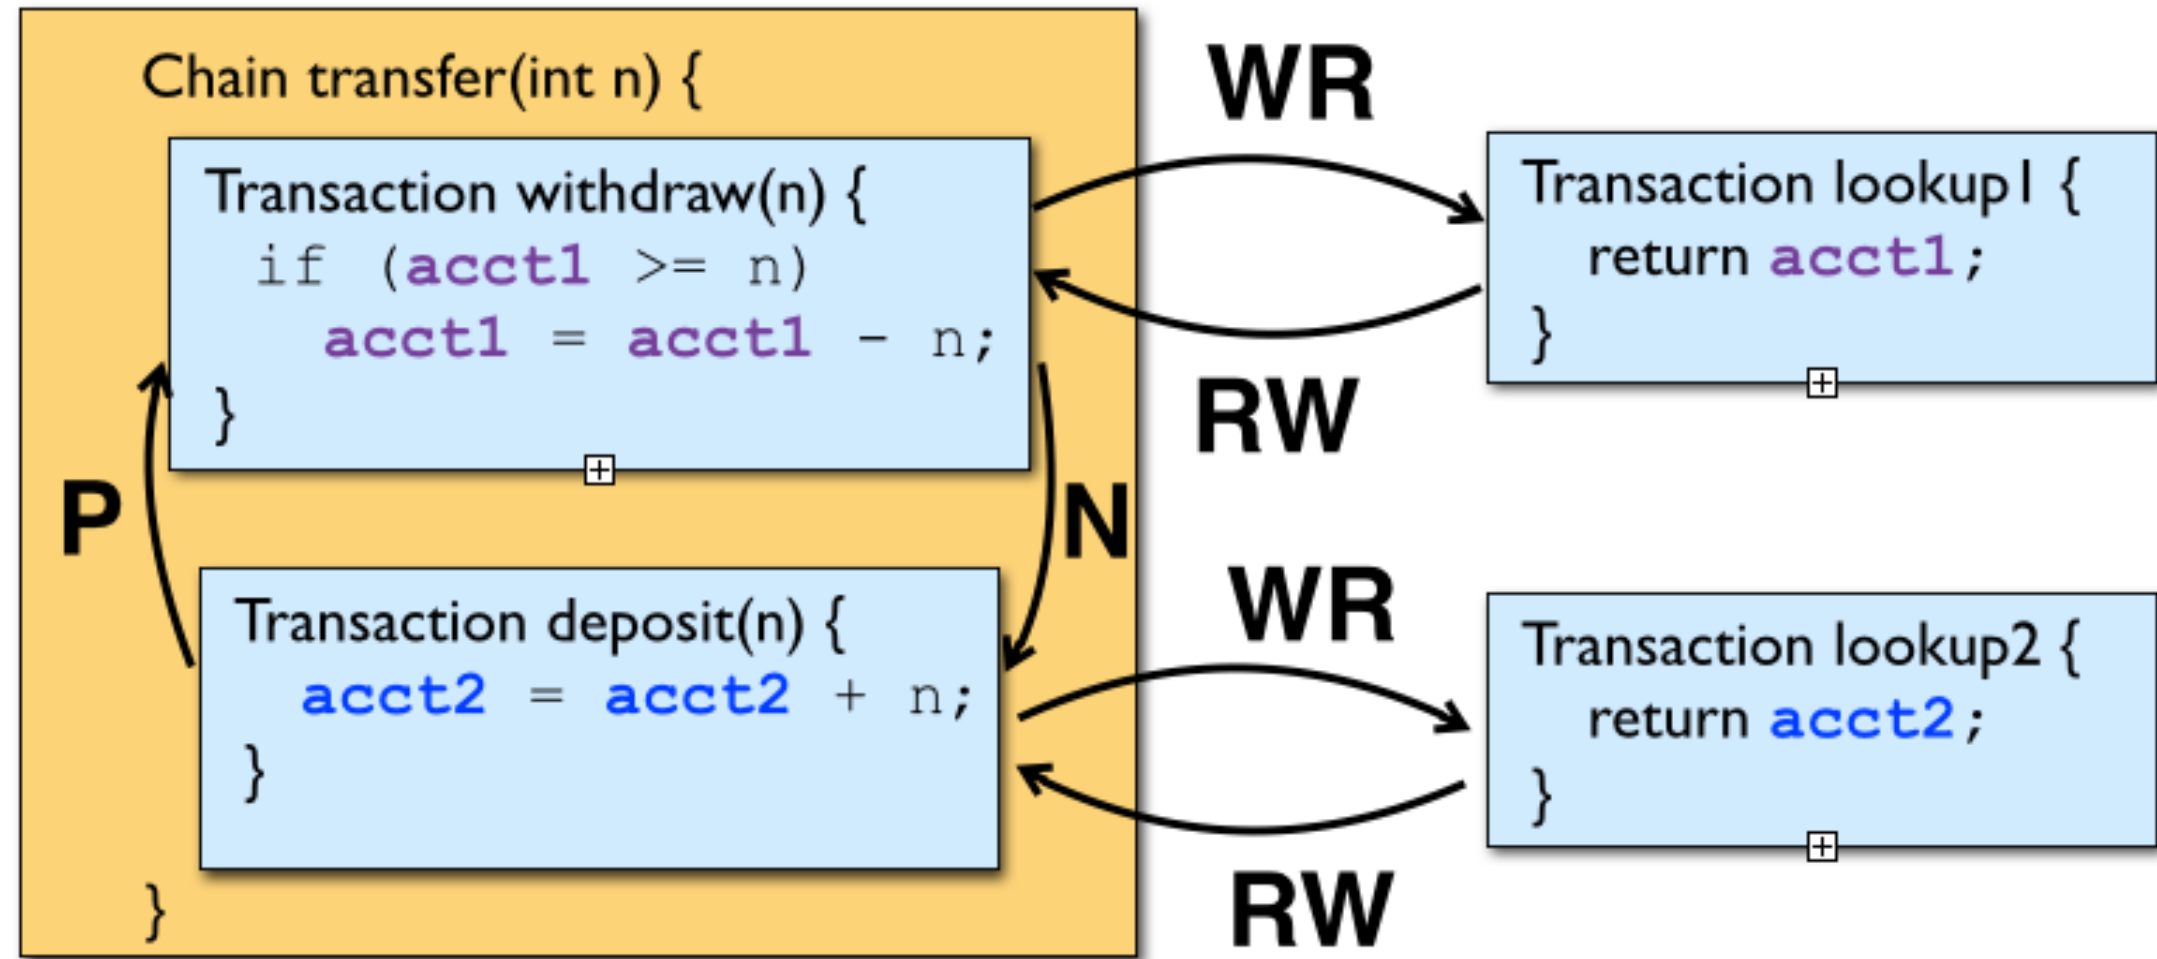 Chain transfer(int n) {
Transaction withdraw(n) {
if (acct1 >= n)
acct1 = acct1 - n;
}
P
N
Transaction deposit(n) {
acct2 = acct2 + n;
}
}
WR
RW
Transaction lookup1 {
return acct1;
}
WR
RW
Transaction lookup2 {
return acct2;
}